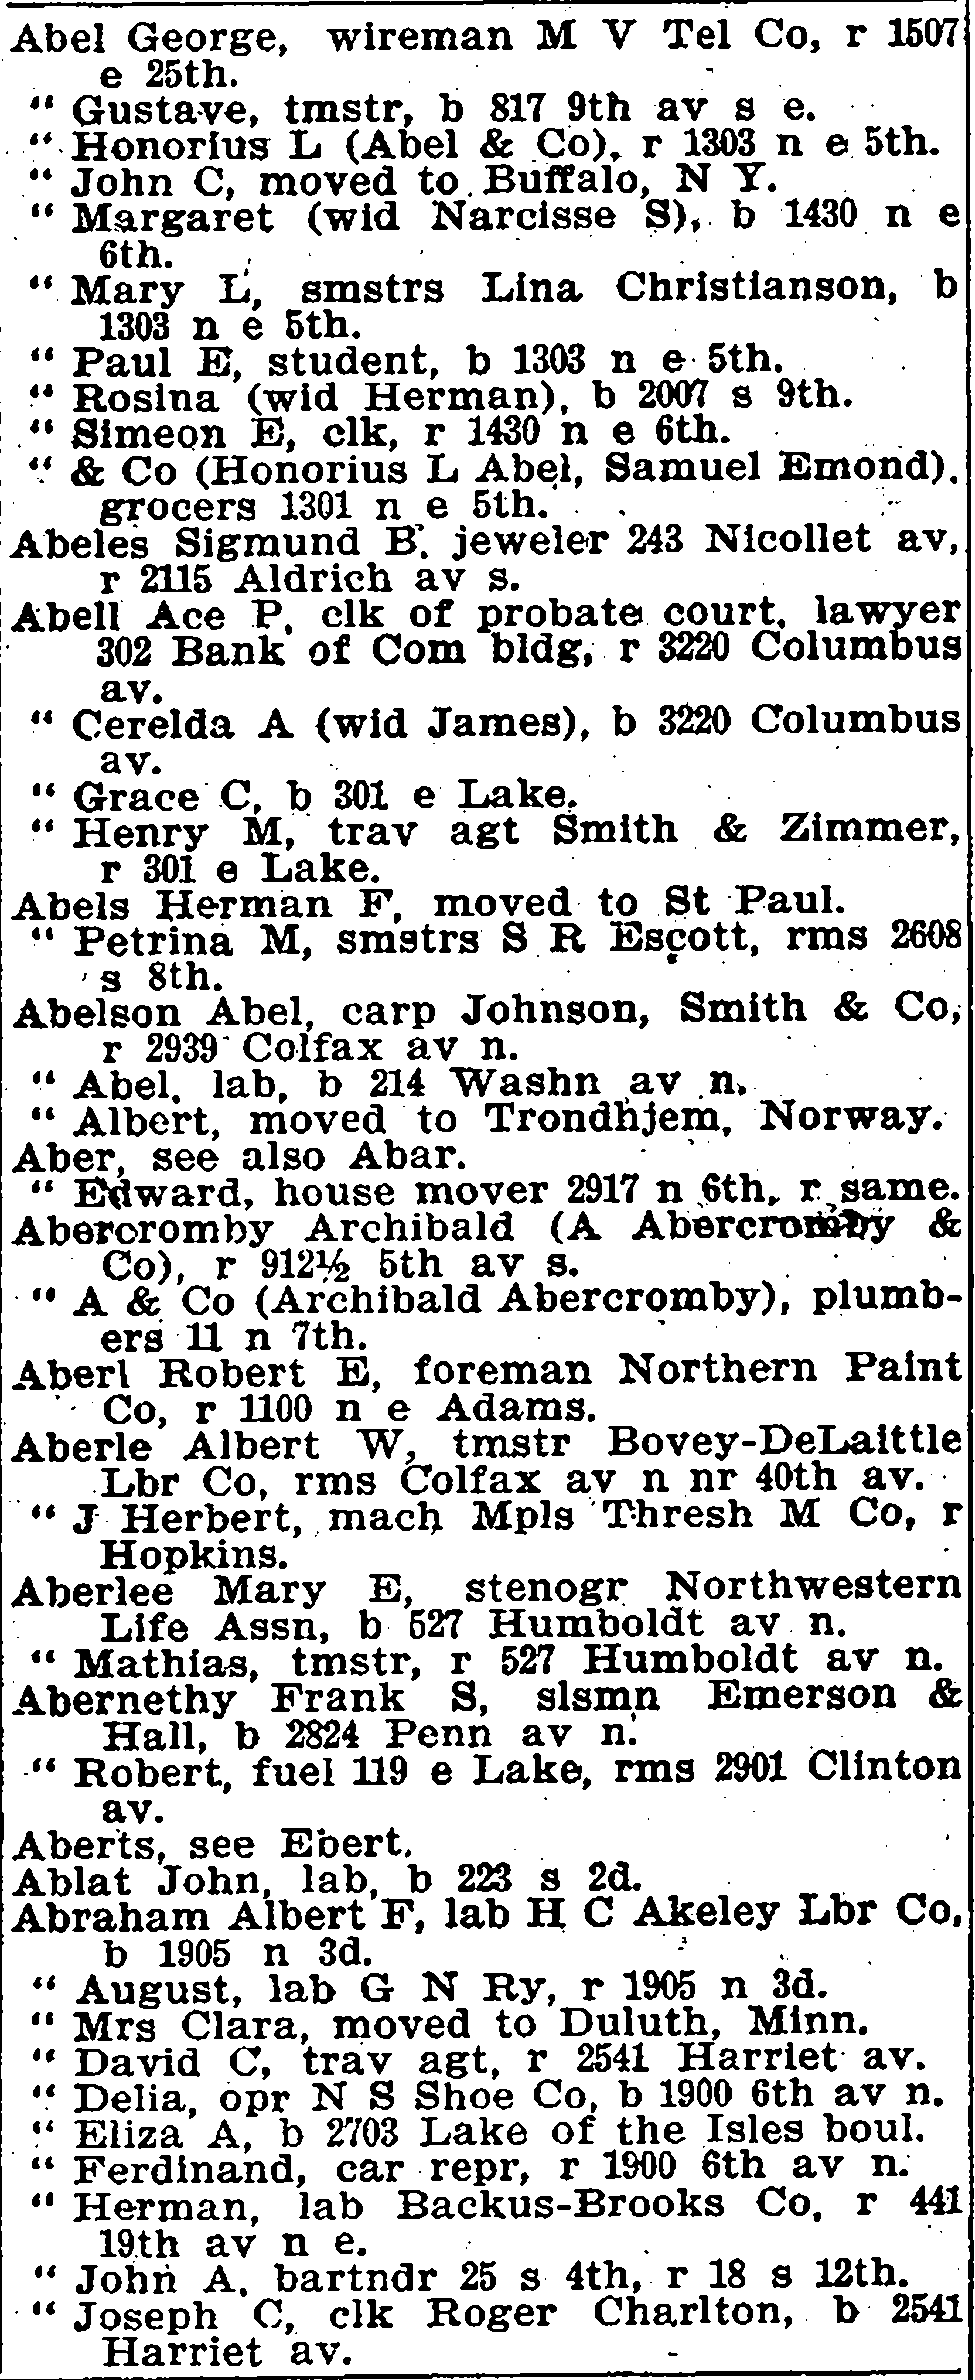 Abel George, wireman M V Tel Co, r 1507
e 25th.
" Gustave, tmstr, b 817 9th av s e.
" Honorius L (Abel & Co), r 1303 n e 5th.
" John C, moved to Buffalo, N Y.
" Margaret (wid Narcisse S), b 1430 n e
6th.
" Mary L, smstrs Lina Christianson, b
1303 n e 5th.
" Paul E, student, b 1303 n e 5th.
" Rosina (wid Herman), b 2007 s 9th.
" Simeon E, clk, r 1430 n e 6th.
" & Co (Honorius L Abel, Samuel Emond),
grocers 1301 n e 5th.
Abeles Sigmund B, jeweler 243 Nicollet av,
r 2115 Aldrich av s.
Abell Ace P, clk of probate court, lawyer
302 Bank of Com bldg, r 3220 Columbus
av.
" Cerelda A (wid James), b 3220 Columbus
av.
" Grace C, b 301 e Lake.
" Henry M, trav agt Smith & Zimmer,
r 301 e Lake.
Abels Herman F, moved to St Paul.
" Petrina M, smstrs S R Escott, rms 2608
s 8th.
Abelson Abel, carp Johnson, Smith & Co,
r 2939 Colfax av n.
" Abel, lab, b 214 Washn av n.
" Albert, moved to Trondhjem, Norway.
Aber, see also Abar.
" Edward, house mover 2917 n 6th, r same.
Abercromby Archibald (A Abercromby &
Co), r 912½ 5th av s.
" A & Co (Archibald Abercromby), plumb-
ers 11 n 7th.
Aberl Robert E, foreman Northern Paint
Co, r 1100 n e Adams.
Aberle Albert W, tmstr Bovey-DeLaittle
Lbr Co, rms Colfax av n nr 40th av.
" J Herbert, mach Mpls Thresh M Co, r
Hopkins.
Aberlee Mary E, stenogr Northwestern
Life Assn, b 527 Humboldt av n.
" Mathias, tmstr, r 527 Humboldt av n.
Abernethy Frank S, slsmn Emerson &
Hall, b 2824 Penn av n.
" Robert, fuel 119 e Lake, rms 2901 Clinton
av.
Aberts, see Ebert.
Ablat John, lab, b 223 s 2d.
Abraham Albert F, lab H C Akeley Lbr Co,
b 1905 n 3d.
" August, lab G N Ry, r 1905 n 3d.
" Mrs Clara, moved to Duluth, Minn.
" David C, trav agt, r 2541 Harriet av.
" Delia, opr N S Shoe Co, b 1900 6th av n.
" Eliza A, b 2703 Lake of the Isles boul.
" Ferdinand, car repr, r 1900 6th av n.
" Herman, lab Backus-Brooks Co, r 441
19th av n e.
" John A, bartndr 25 s 4th, r 18 s 12th.
" Joseph C, clk Roger Charlton, b 2541
Harriet av.